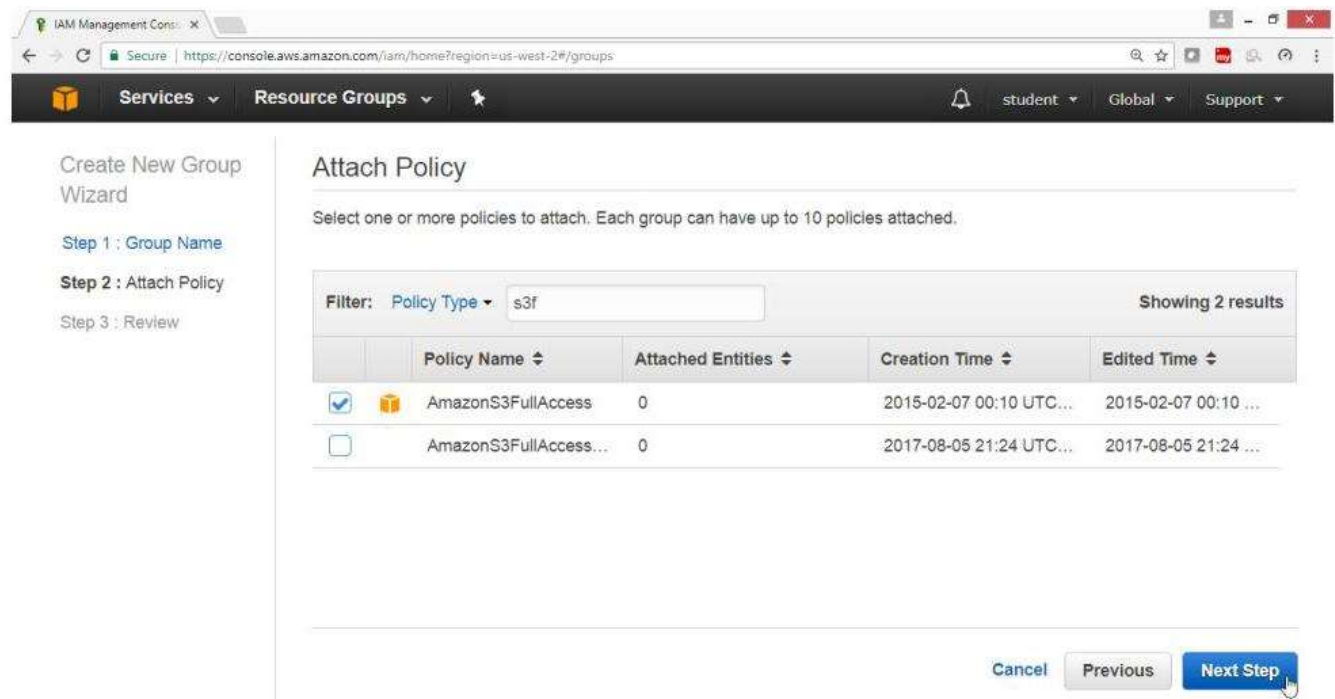 IAM Management Cons
Secure | https://console.aws.amazon.com/iam/home?region=us-west-2#/groups
my
Services Resource Groups student Global Support
Create New Group
Wizard
Step 1 : Group Name
Step 2 : Attach Policy
Step 3 : Review
Attach Policy
Select one or more policies to attach. Each group can have up to 10 policies attached.
Filter: Policy Type s3f Showing 2 results
Policy Name Attached Entities Creation Time Edited Time
AmazonS3FullAccess 0 2015-02-07 00:10 UTC... 2015-02-07 00:10 ...
AmazonS3FullAccess... 0 2017-08-05 21:24 UTC... 2017-08-05 21:24 ...
Cancel Previous Next Step